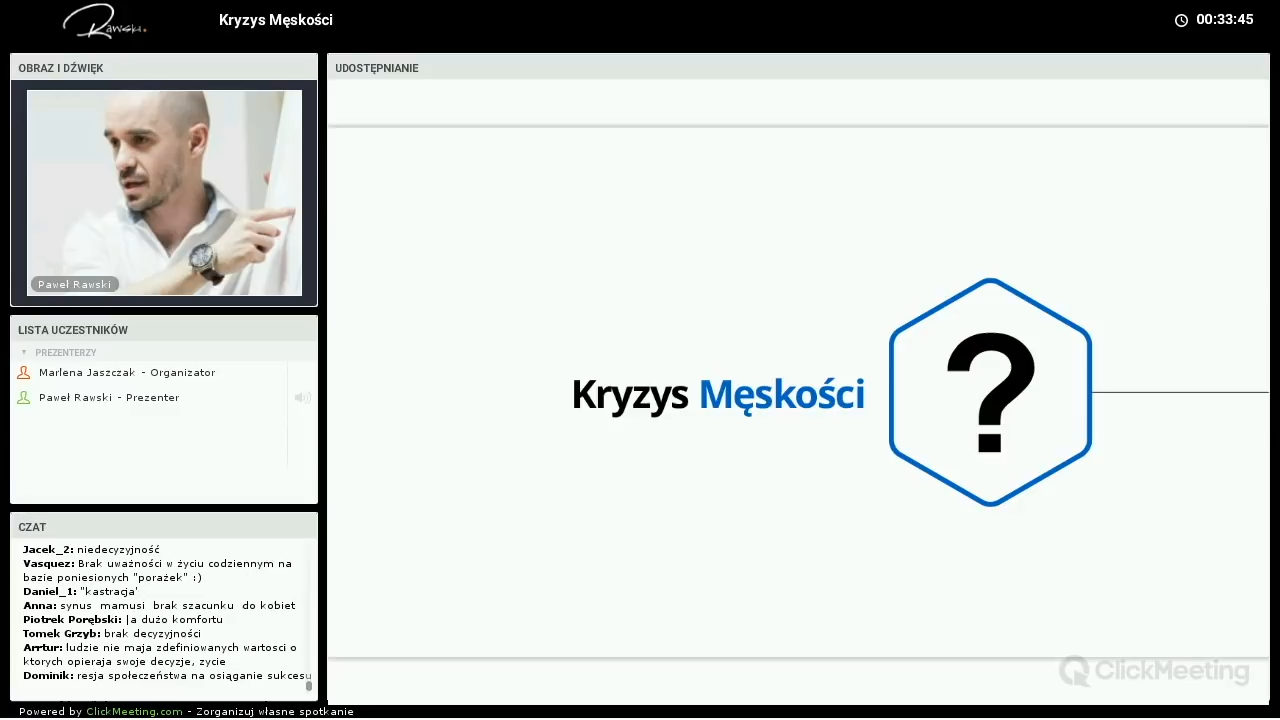 Rawski.
Kryzys Męskości
00:33:45
OBRAZ I DŹWIĘK
Paweł Rawski
LISTA UCZESTNIKÓW
PREZENTERZY
Marlena Jaszczak - Organizator
Paweł Rawski - Prezenter
CZAT
Jacek_2: niedecyzyjność
Vasquez: Brak uważności w życiu codziennym na
bazie poniesionych "porażek" :)
Daniel_1: "kastracja'
Anna: synus mamusi brak szacunku do kobiet
Piotrek Porębski: |a dużo komfortu
Tomek Grzyb: brak decyzyjności
Arrtur: ludzie nie maja zdefiniowanych wartosci o
ktorych opieraja swoje decyzje, zycie
Dominik: resja społeczeństwa na osiąganie sukcesu
UDOSTĘPNIANIE
Kryzys Męskości
?
ClickMeeting
Powered by ClickMeeting.com - Zorganizuj własne spotkanie